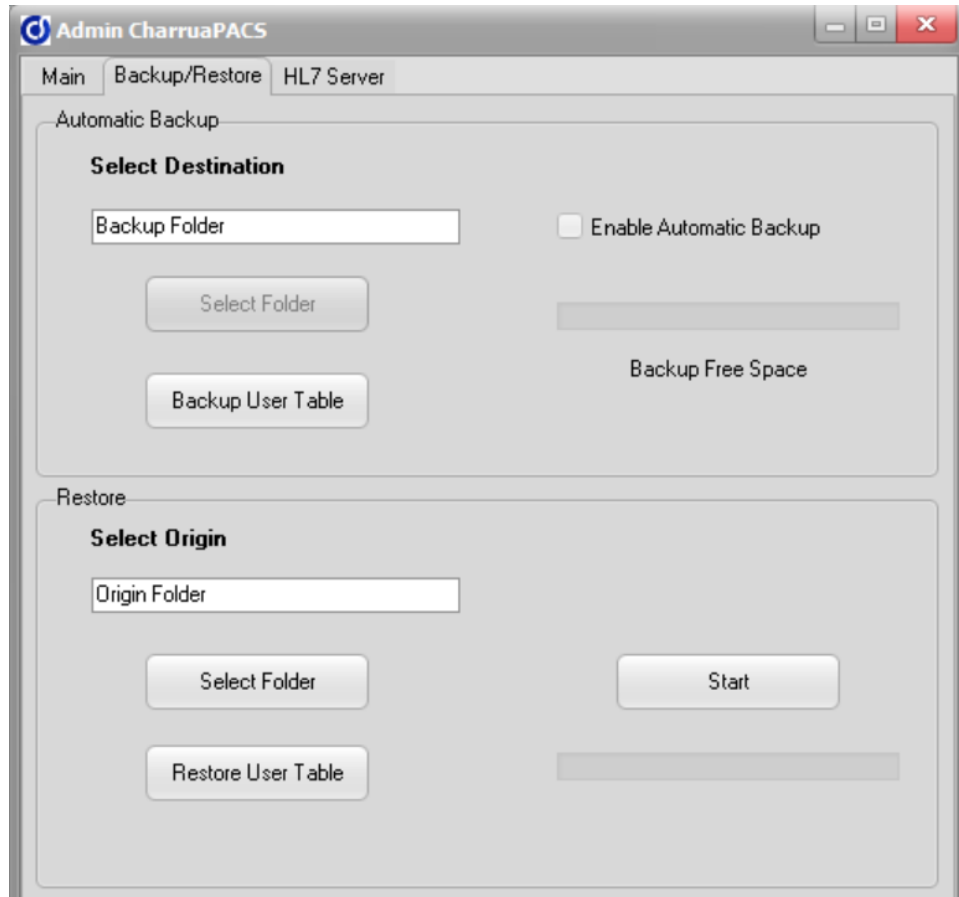 Admin CharruaPACS
Main Backup/Restore HL7 Server
Automatic Backup
Select Destination
Backup Folder
Enable Automatic Backup
Select Folder
Backup Free Space
Backup User Table
Restore
Select Origin
Origin Folder
Select Folder
Start
Restore User Table